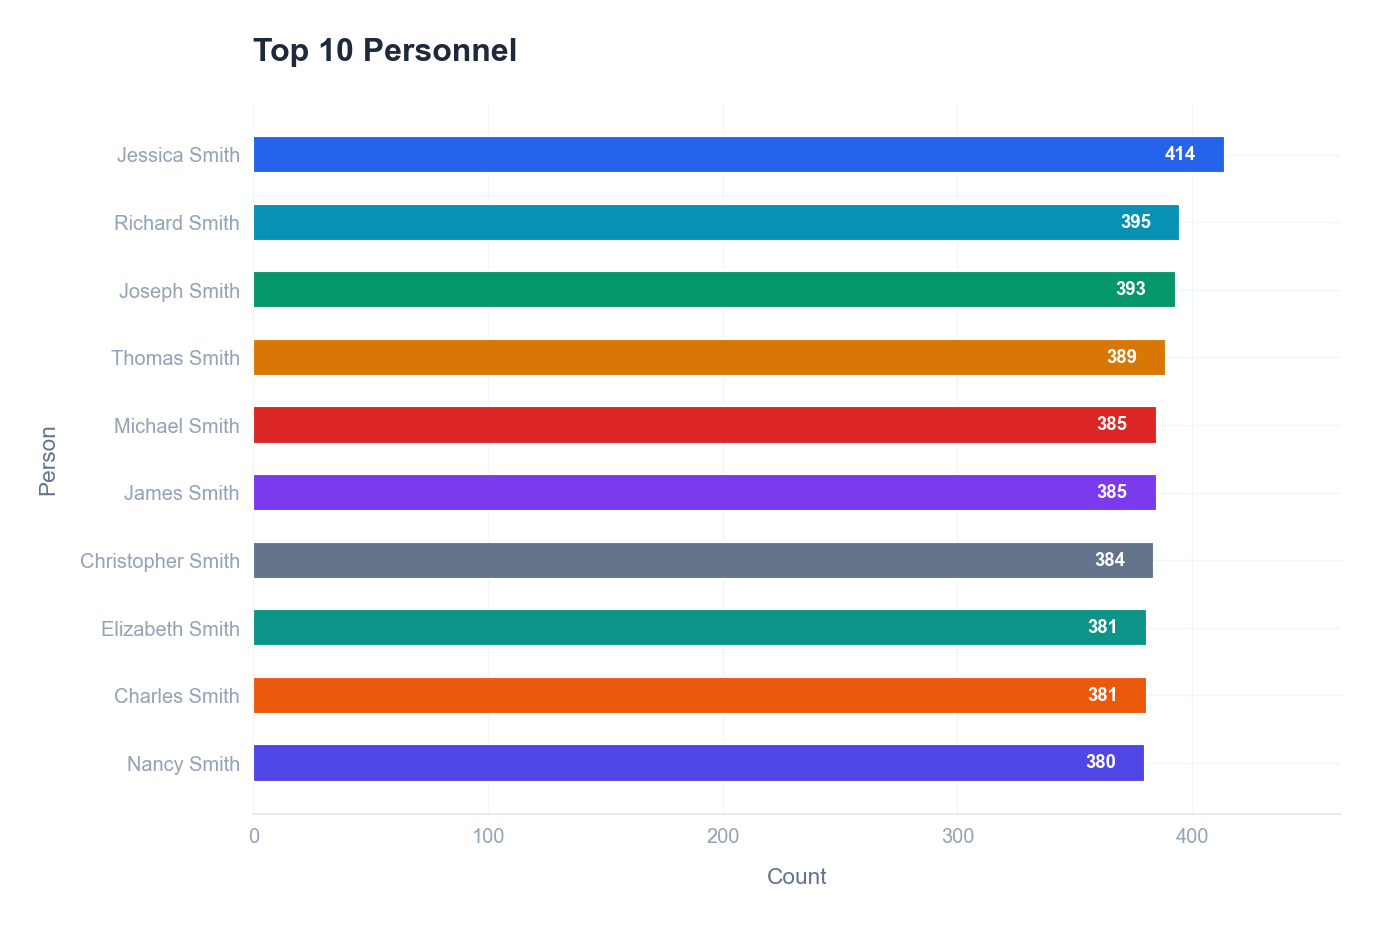 Top 10 Personnel
Jessica Smith 414
Richard Smith 395
Joseph Smith 393
Thomas Smith 389
Michael Smith 385
James Smith 385
Christopher Smith 384
Elizabeth Smith 381
Charles Smith 381
Nancy Smith 380
Person
0 100 200 300 400
Count